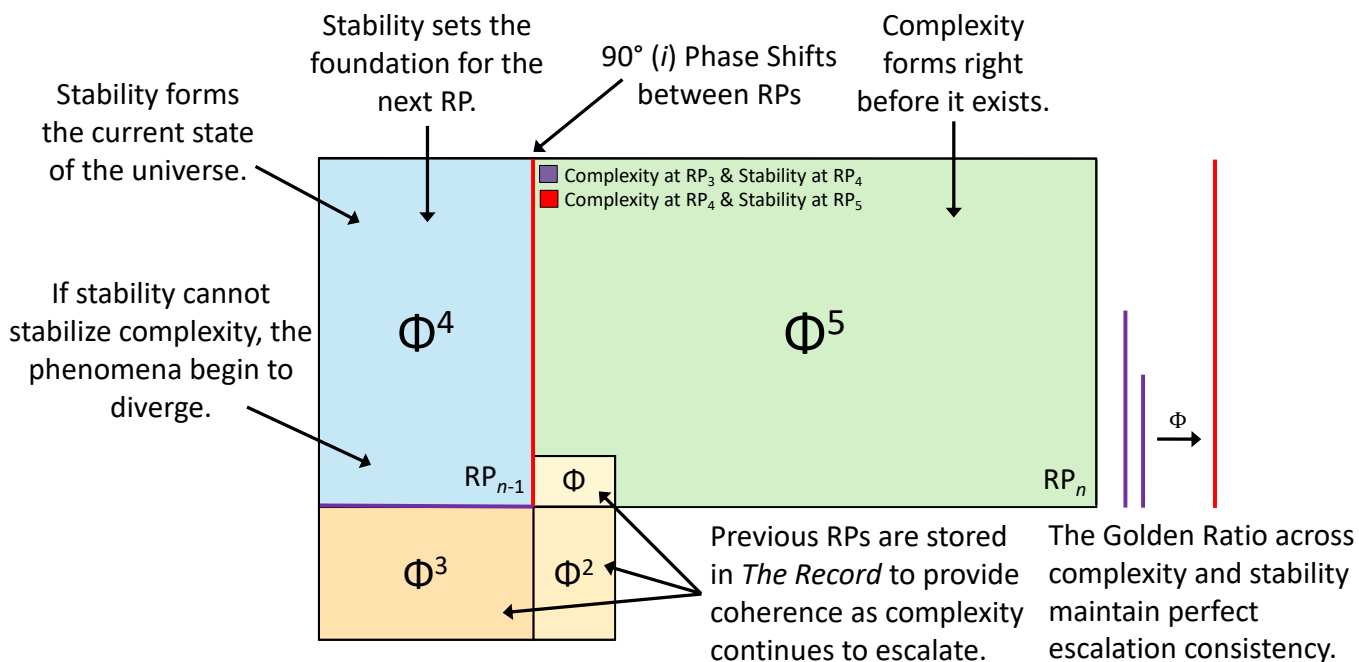 Stability sets the
foundation for the
next RP.
90° (i) Phase Shifts
between RPs
Complexity
forms right
before it exists.
Stability forms
the current state
of the universe.
Complexity at RP₃ & Stability at RP₄
Complexity at RP₄ & Stability at RP₅
If stability cannot
stabilize complexity, the
phenomena begin to
diverge.
Φ⁴
Φ⁵
Φ
RPₙ₋₁
Φ
RPₙ
Φ³
Φ²
Previous RPs are stored
in The Record to provide
coherence as complexity
continues to escalate.
The Golden Ratio across
complexity and stability
maintain perfect
escalation consistency.